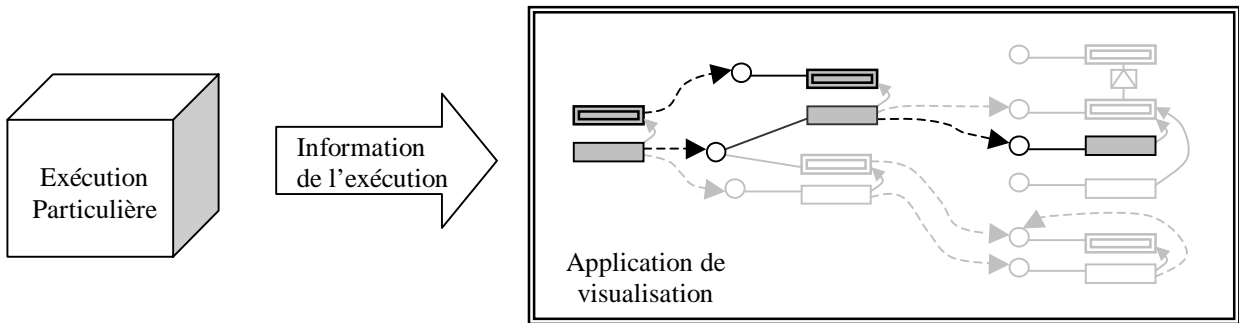 Exécution
Particulière
Information
de l'exécution
Application de
visualisation